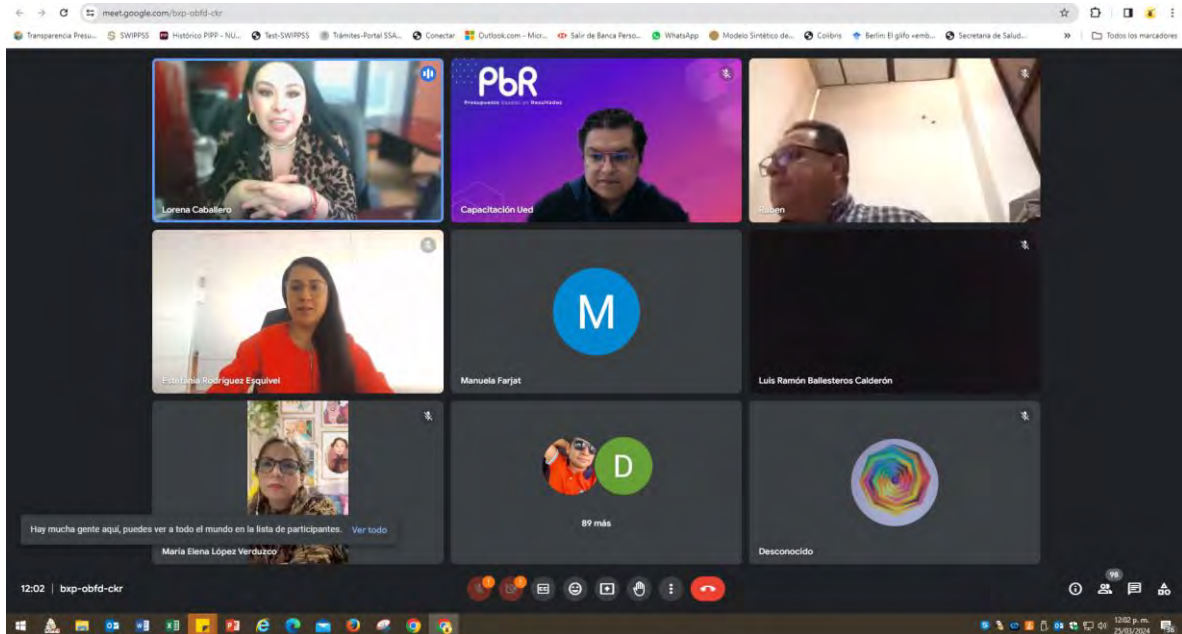 meet.google.com/bxp-obfd-ckr
Transparencia Presu... SWIPPSS Histórico PIPP - NU... Test-SWIPPSS Trámites-Portal SSA... Conectar Outlook.com - Micr... Salir de Banca Perso... WhatsApp Modelo Sintético de... Colibris Berlin: El glifo «emb... Secretaria de Salud... » Todos los marcadores
PbR
Presupuesto basado en Resultados
Lorena Caballero
Capacitación Ued
Ruben
Estefania Rodríguez Esquivel
M
Manuela Farjat
Luis Ramón Ballesteros Calderón
D
89 más
Hay mucha gente aquí, puedes ver a todo el mundo en la lista de participantes. Ver todo
María Elena López Verduzco
Desconocido
12:02 | bxp-obfd-ckr
98
12:02 p. m.
25/03/2024